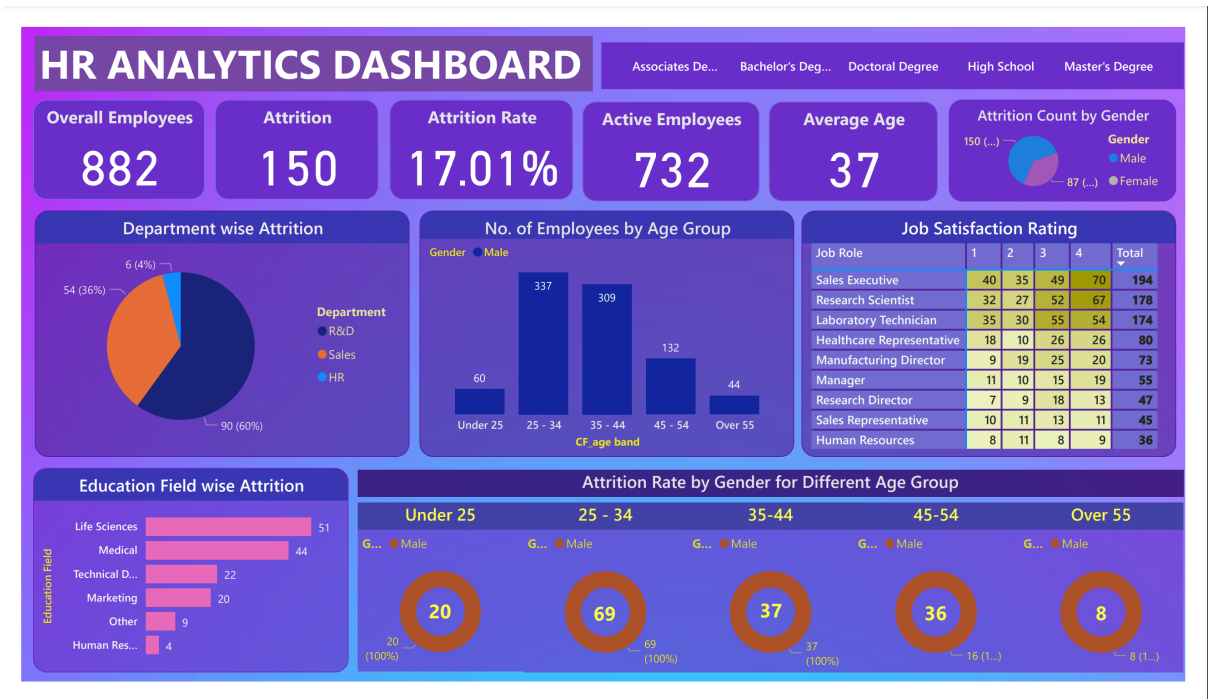 HR ANALYTICS DASHBOARD
Associates De... Bachelor's Deg... Doctoral Degree High School Master's Degree
Overall Employees
882
Attrition
150
Attrition Rate
17.01%
Active Employees
732
Average Age
37
Attrition Count by Gender
150 (...)
87 (...)
Gender
Male
Female
Department wise Attrition
6 (4%)
54 (36%)
90 (60%)
Department
R&D
Sales
HR
No. of Employees by Age Group
Gender Male
60 337 309 132 44
Under 25 25 - 34 35 - 44 45 - 54 Over 55
CF_age band
Job Satisfaction Rating
Job Role 1 2 3 4 Total
Sales Executive 40 35 49 70 194
Research Scientist 32 27 52 67 178
Laboratory Technician 35 30 55 54 174
Healthcare Representative 18 10 26 26 80
Manufacturing Director 9 19 25 20 73
Manager 11 10 15 19 55
Research Director 7 9 18 13 47
Sales Representative 10 11 13 11 45
Human Resources 8 11 8 9 36
Education Field wise Attrition
Education Field
Life Sciences 51
Medical 44
Technical D... 22
Marketing 20
Other 9
Human Res... 4
Attrition Rate by Gender for Different Age Group
Under 25
G... Male
20
20
(100%)
25 - 34
G... Male
69
69
(100%)
35-44
G... Male
37
37
(100%)
45-54
G... Male
36
16 (1...)
Over 55
G... Male
8
8 (1...)